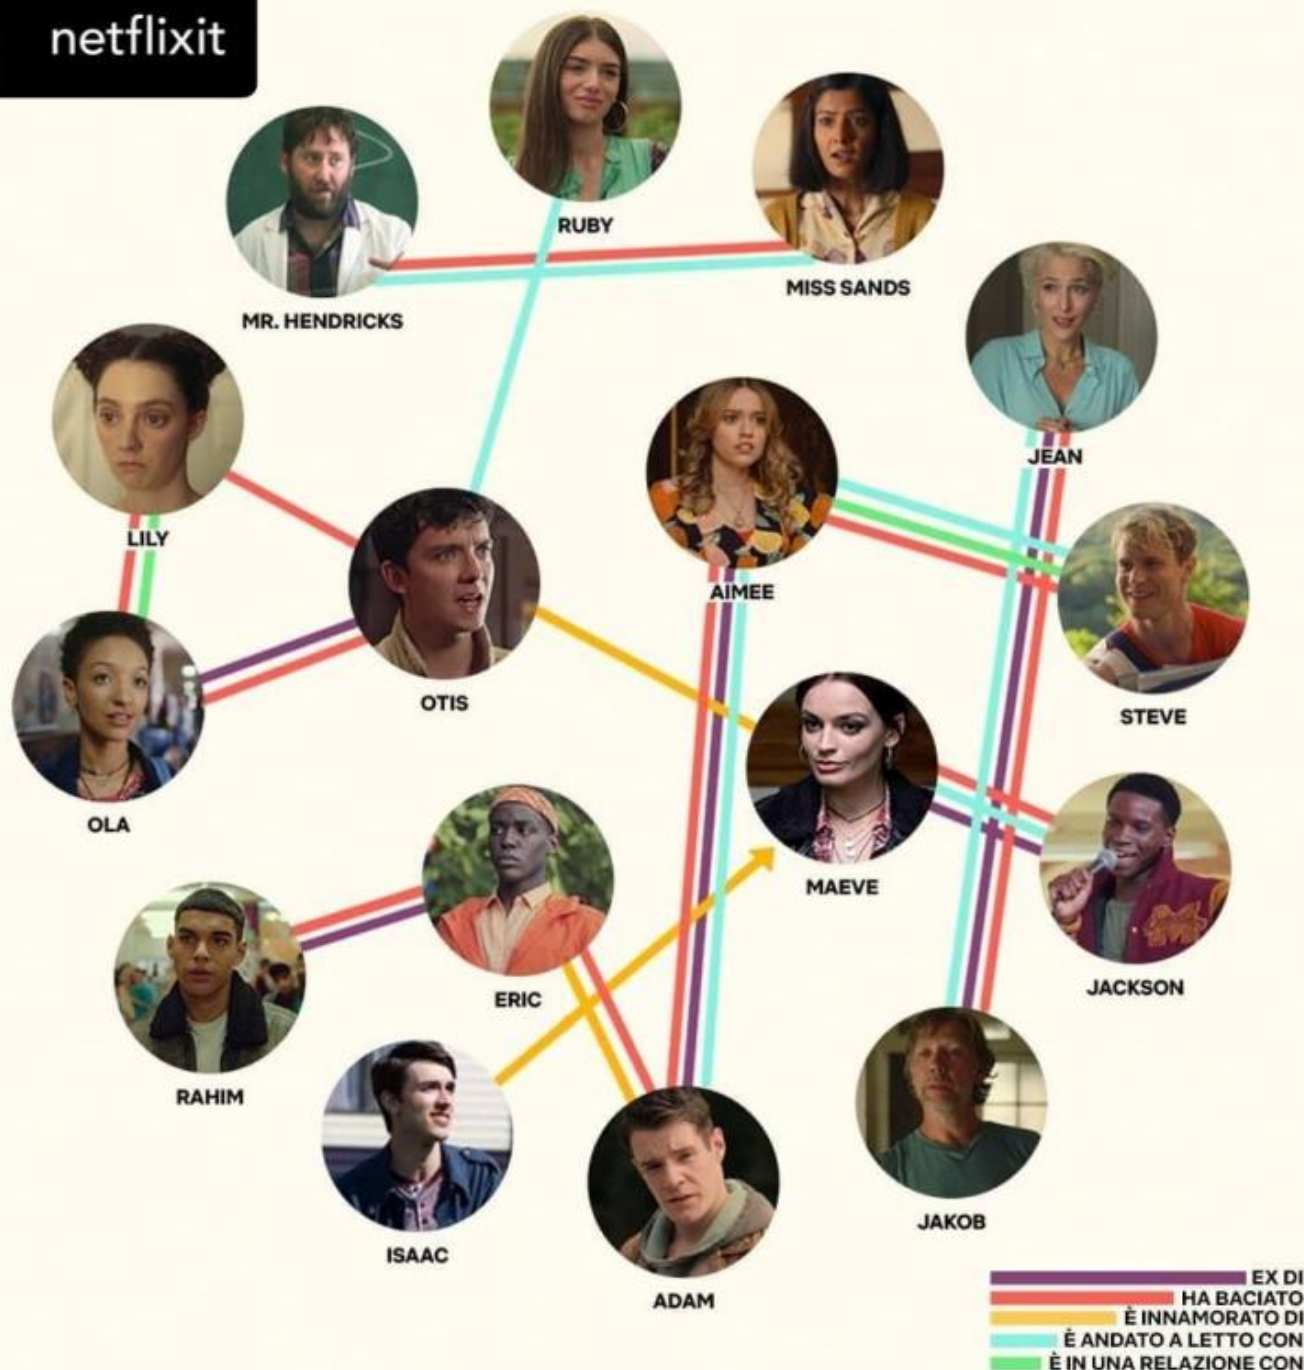 netflixit
RUBY
MISS SANDS
MR. HENDRICKS
JEAN
LILY
AIMEE
OTIS
STEVE
OLA
MAEVE
JACKSON
ERIC
RAHIM
JAKOB
ISAAC
ADAM
EX DI
HA BACIATO
È INNAMORATO DI
È ANDATO A LETTO CON
È IN UNA RELAZIONE CON